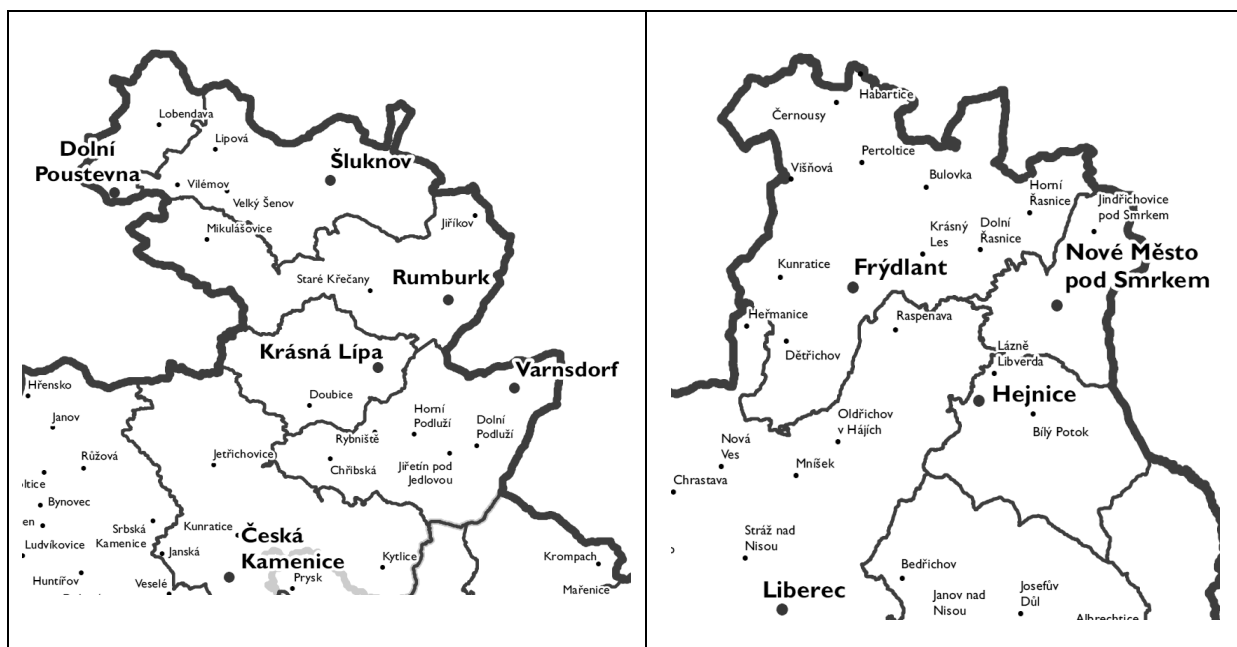 Lobendava
Dolní
Poustevna
Lipová
Šluknov
Vilémov
Velký Šenov
Mikulášovice
Jiříkov
Staré Křečany
Rumburk
Krásná Lípa
Varnsdorf
Hřensko
Doubice
Janov
Horní
Podluží
Dolní
Podluží
Rybniště
Růžová
Jetřichovice
Chřibská
Jiřetín pod
Jedlovou
ltice
Bynovec
en
Srbská
Kamenice
Kunratice
Česká
Kamenice
Ludvíkovice
Janská
Kytlice
Krompach
Huntířov
Veselé
Prysk
Mařenice
Habartice
Černousy
Višňová
Pertoltice
Bulovka
Horní
Řasnice
Jindřichovice
pod Smrkem
Krásný
Les
Dolní
Řasnice
Nové Město
pod Smrkem
Kunratice
Frýdlant
Heřmanice
Raspenava
Dětřichov
Lázně
Libverda
Hejnice
Oldřichov
v Hájích
Bílý Potok
Nová
Ves
Mníšek
Chrastava
Stráž nad
Nisou
Bedřichov
Liberec
Janov nad
Nisou
Josefův
Důl
Albrechtice